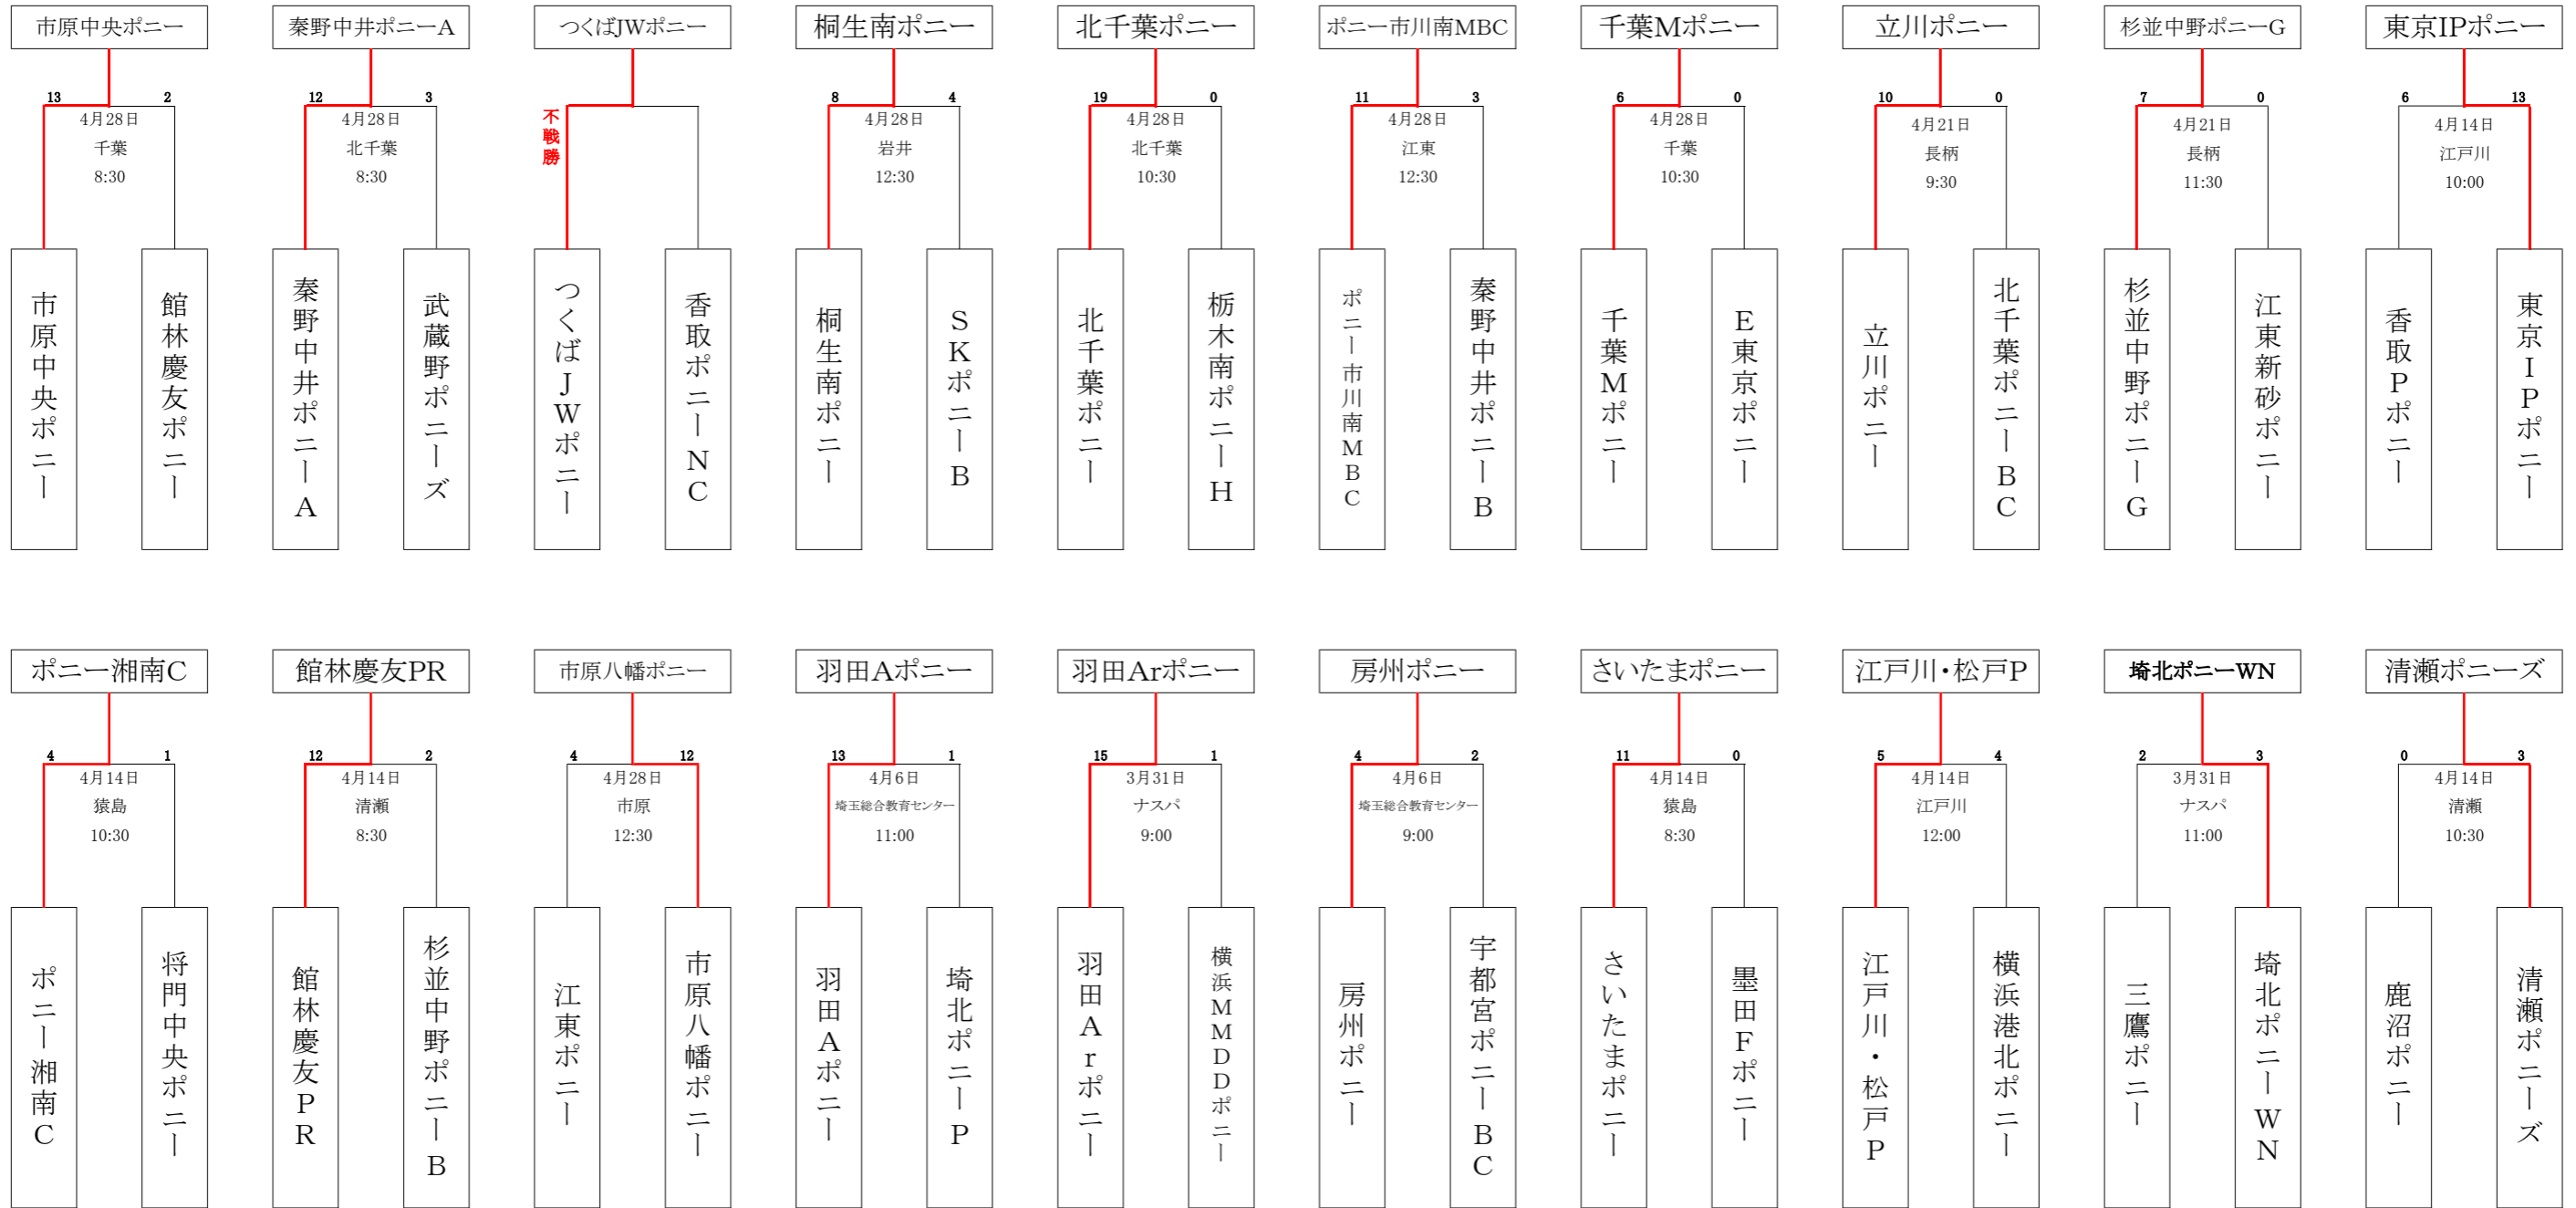 市原中央ポニー
13 2
4月28日
千葉
8:30
市原中央ポニー
館林慶友ポニー
秦野中井ポニーA
12 3
4月28日
北千葉
8:30
秦野中井ポニーA
武蔵野ポニーズ
つくばJWポニー
不戦勝
つくばJWポニー
香取ポニーNC
桐生南ポニー
8 4
4月28日
岩井
12:30
桐生南ポニー
SKポニーB
北千葉ポニー
19 0
4月28日
北千葉
10:30
北千葉ポニー
栃木南ポニーH
ポニー市川南MBC
11 3
4月28日
江東
12:30
ポニー市川南MBC
秦野中井ポニーB
千葉Mポニー
6 0
4月28日
千葉
10:30
千葉Mポニー
E東京ポニー
立川ポニー
10 0
4月21日
長柄
9:30
立川ポニー
北千葉ポニーBC
杉並中野ポニーG
7 0
4月21日
長柄
11:30
杉並中野ポニーG
江東新砂ポニー
東京IPポニー
6 13
4月14日
江戸川
10:00
香取Pポニー
東京IPポニー
ポニー湘南C
4 1
4月14日
猿島
10:30
ポニー湘南C
将門中央ポニー
館林慶友PR
12 2
4月14日
清瀬
8:30
館林慶友PR
杉並中野ポニーB
市原八幡ポニー
4 12
4月28日
市原
12:30
江東ポニー
市原八幡ポニー
羽田Aポニー
13 1
4月6日
埼玉総合教育センター
11:00
羽田Aポニー
埼北ポニーP
羽田Arポニー
15 1
3月31日
ナスパ
9:00
羽田Arポニー
横浜MMDDポニー
房州ポニー
4 2
4月6日
埼玉総合教育センター
9:00
房州ポニー
宇都宮ポニーBC
さいたまポニー
11 0
4月14日
猿島
8:30
さいたまポニー
墨田Fポニー
江戸川・松戸P
5 4
4月14日
江戸川
12:00
江戸川・松戸P
横浜港北ポニー
埼北ポニーWN
2 3
3月31日
ナスパ
11:00
三鷹ポニー
埼北ポニーWN
清瀬ポニーズ
0 3
4月14日
清瀬
10:30
鹿沼ポニー
清瀬ポニーズ